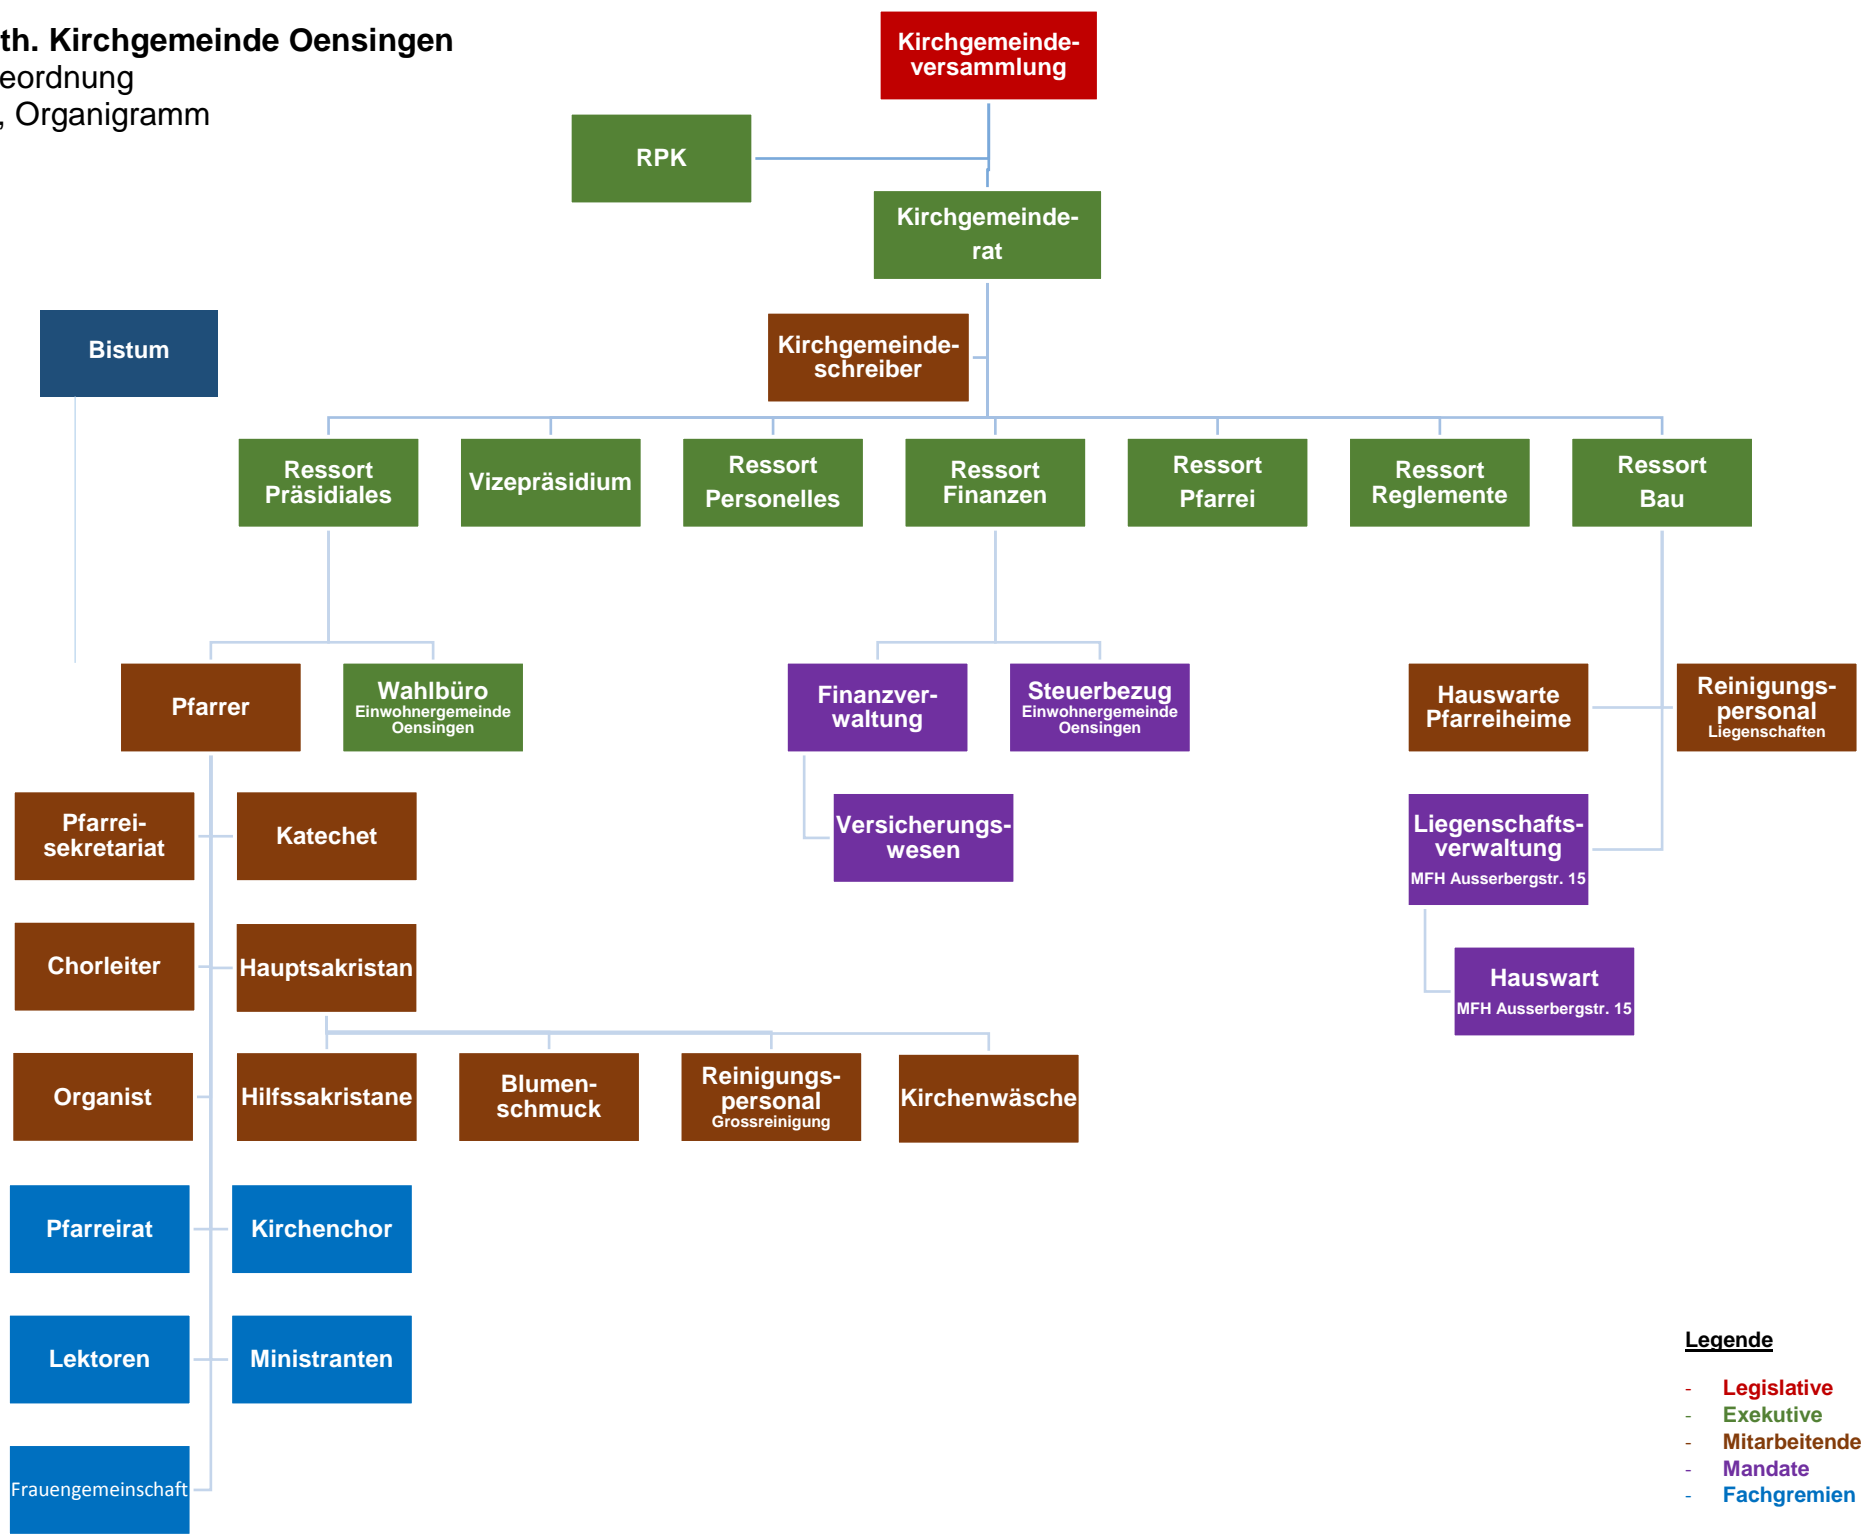 th. Kirchgemeinde Oensingen
eordnung
, Organigramm
Kirchgemeinde-
versammlung
RPK
Kirchgemeinde-
rat
Bistum
Kirchgemeinde-
schreiber
Ressort
Präsidiales
Vizepräsidium
Ressort
Personelles
Ressort
Finanzen
Ressort
Pfarrei
Ressort
Reglemente
Ressort
Bau
Pfarrer
Wahlbüro
Einwohnergemeinde
Oensingen
Finanzver-
waltung
Steuerbezug
Einwohnergemeinde
Oensingen
Hauswarte
Pfarreiheime
Reinigungs-
personal
Liegenschaften
Pfarrei-
sekretariat
Katechet
Versicherungs-
wesen
Liegenschafts-
verwaltung
MFH Ausserbergstr. 15
Chorleiter
Hauptsakristan
Hauswart
MFH Ausserbergstr. 15
Organist
Hilfssakristane
Blumen-
schmuck
Reinigungs-
personal
Grossreinigung
Kirchenwäsche
Pfarreirat
Kirchenchor
Lektoren
Ministranten
Frauengemeinschaft
Legende
- Legislative
- Exekutive
- Mitarbeitende
- Mandate
- Fachgremien